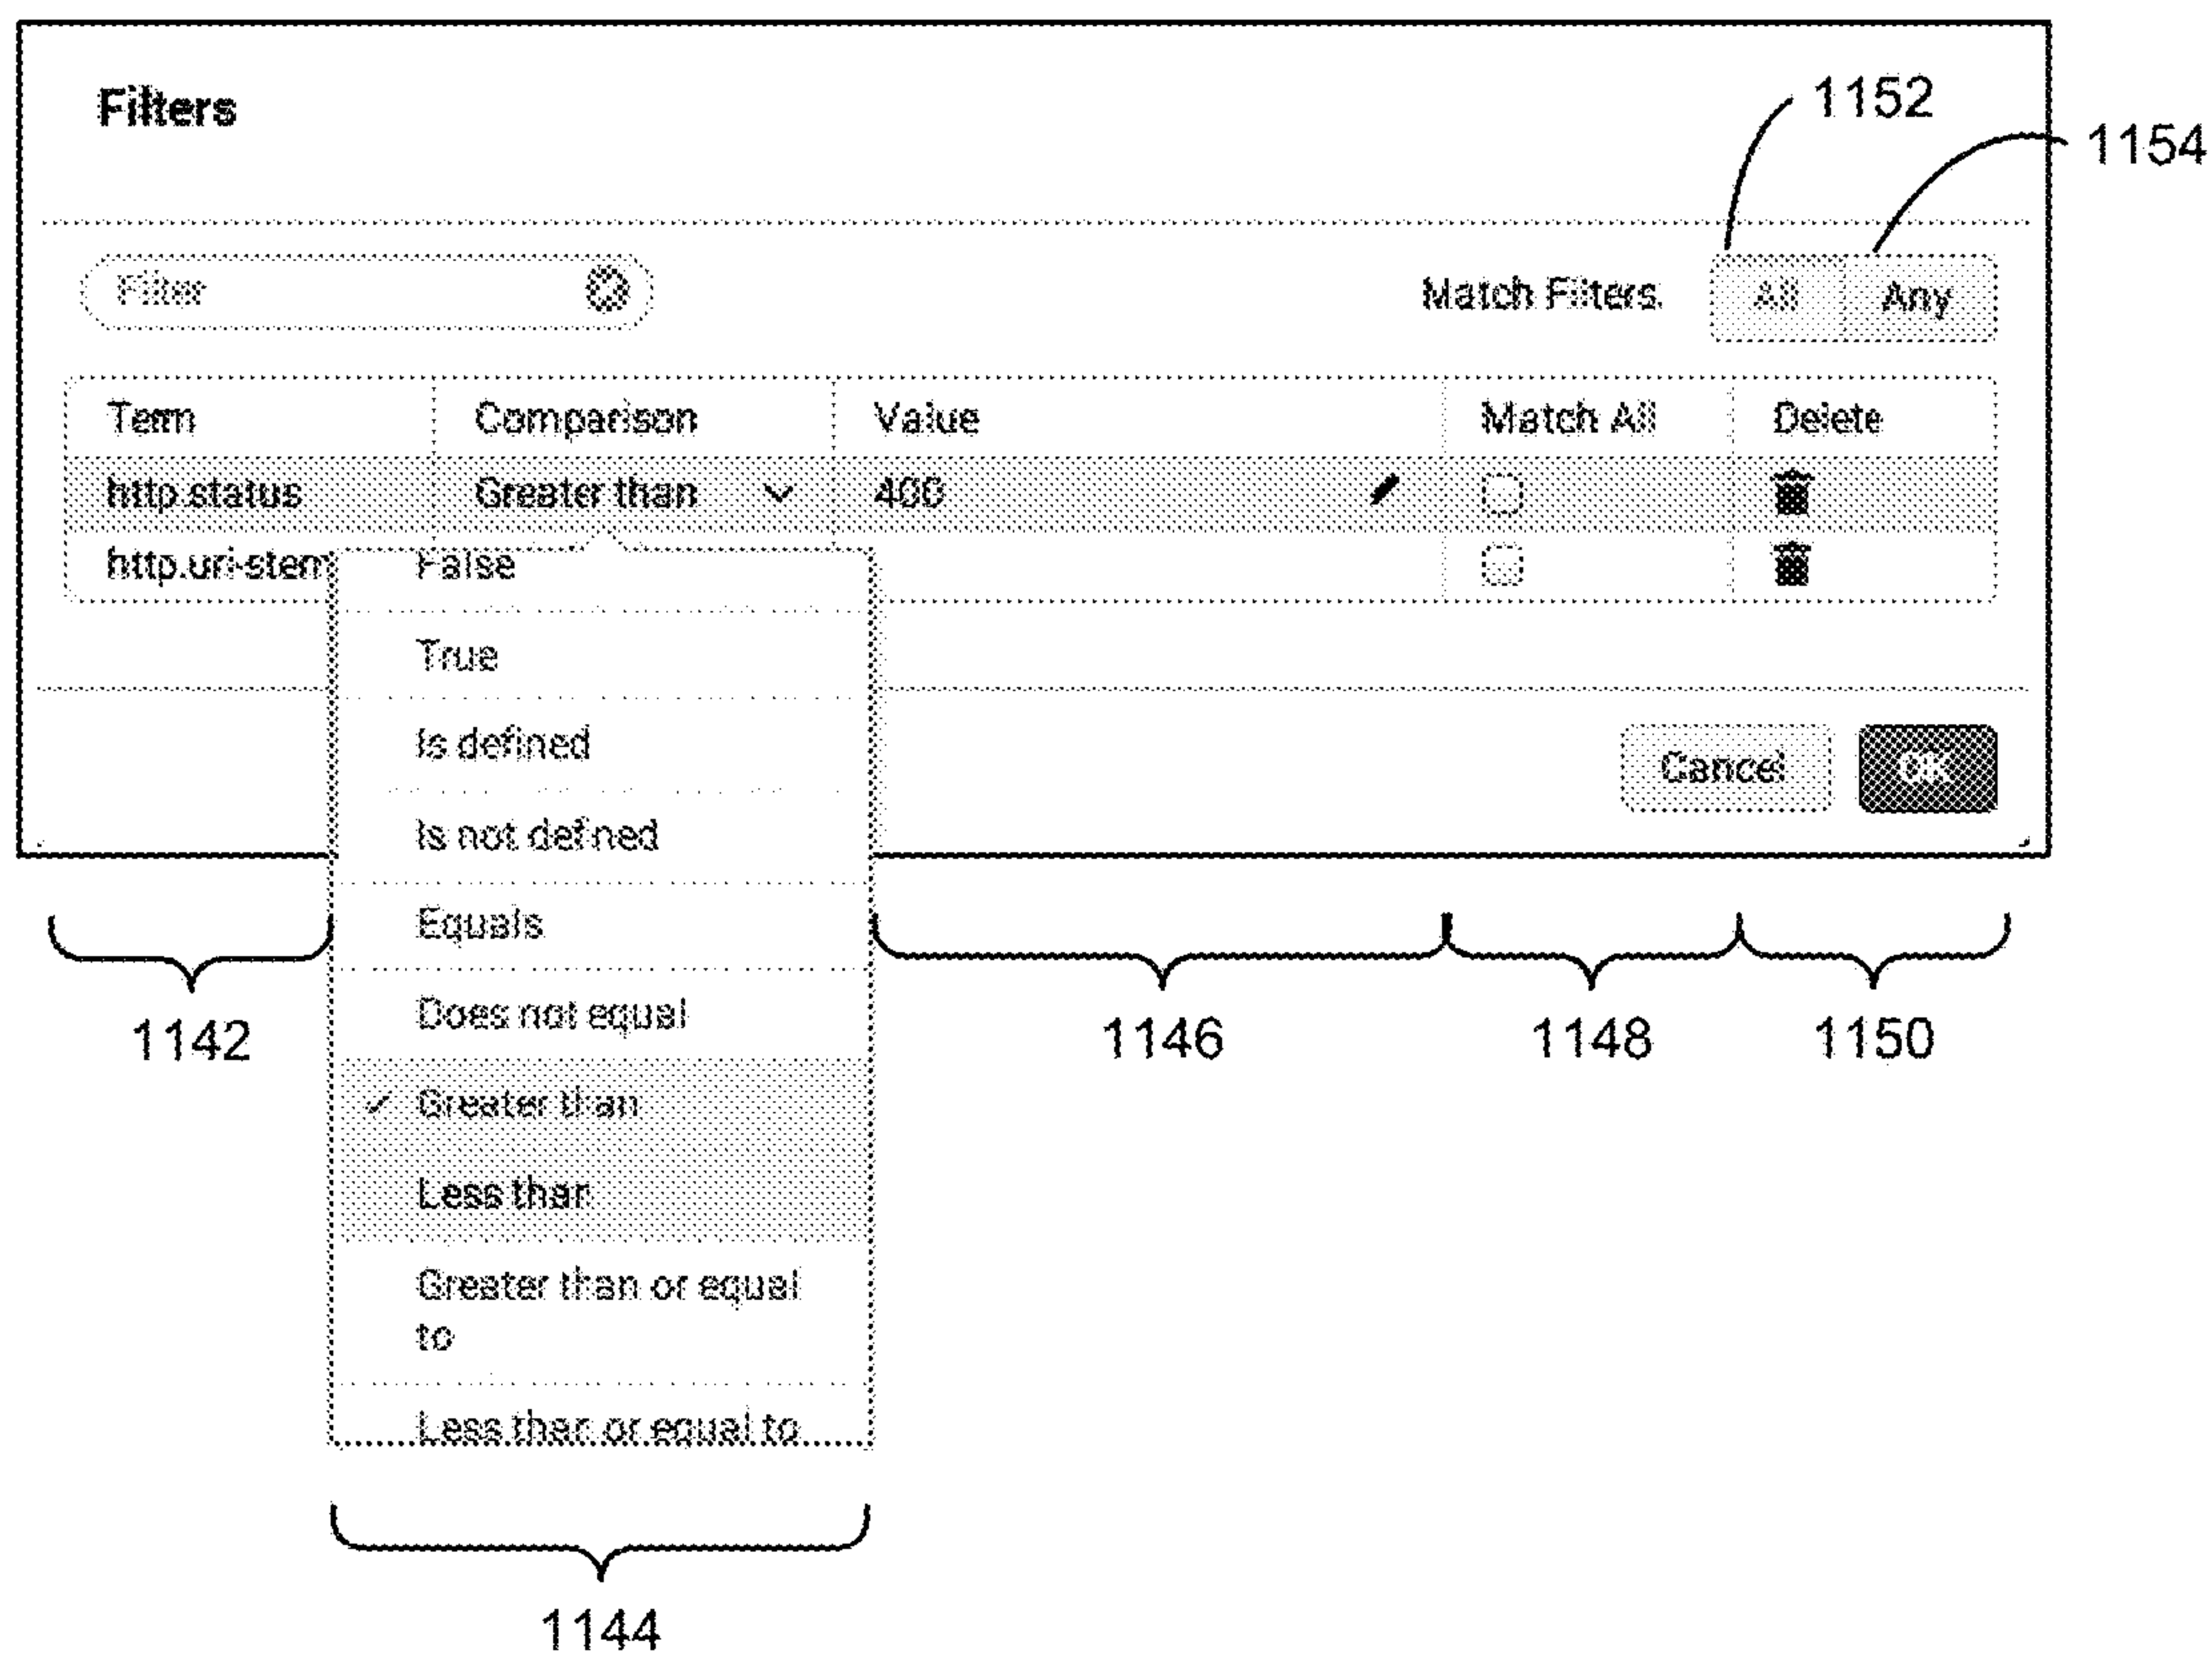 Filters
1152
1154
Filter
Match Filters
All
Any
Term
Comparison
Value
Match All
Delete
http.status
Greater than
400
http.uri-stem
False
True
Is defined
Is not defined
Equals
Does not equal
Greater than
Less than
Greater than or equal
to
Less than or equal to
Cancel
OK
1142
1146
1148
1150
1144